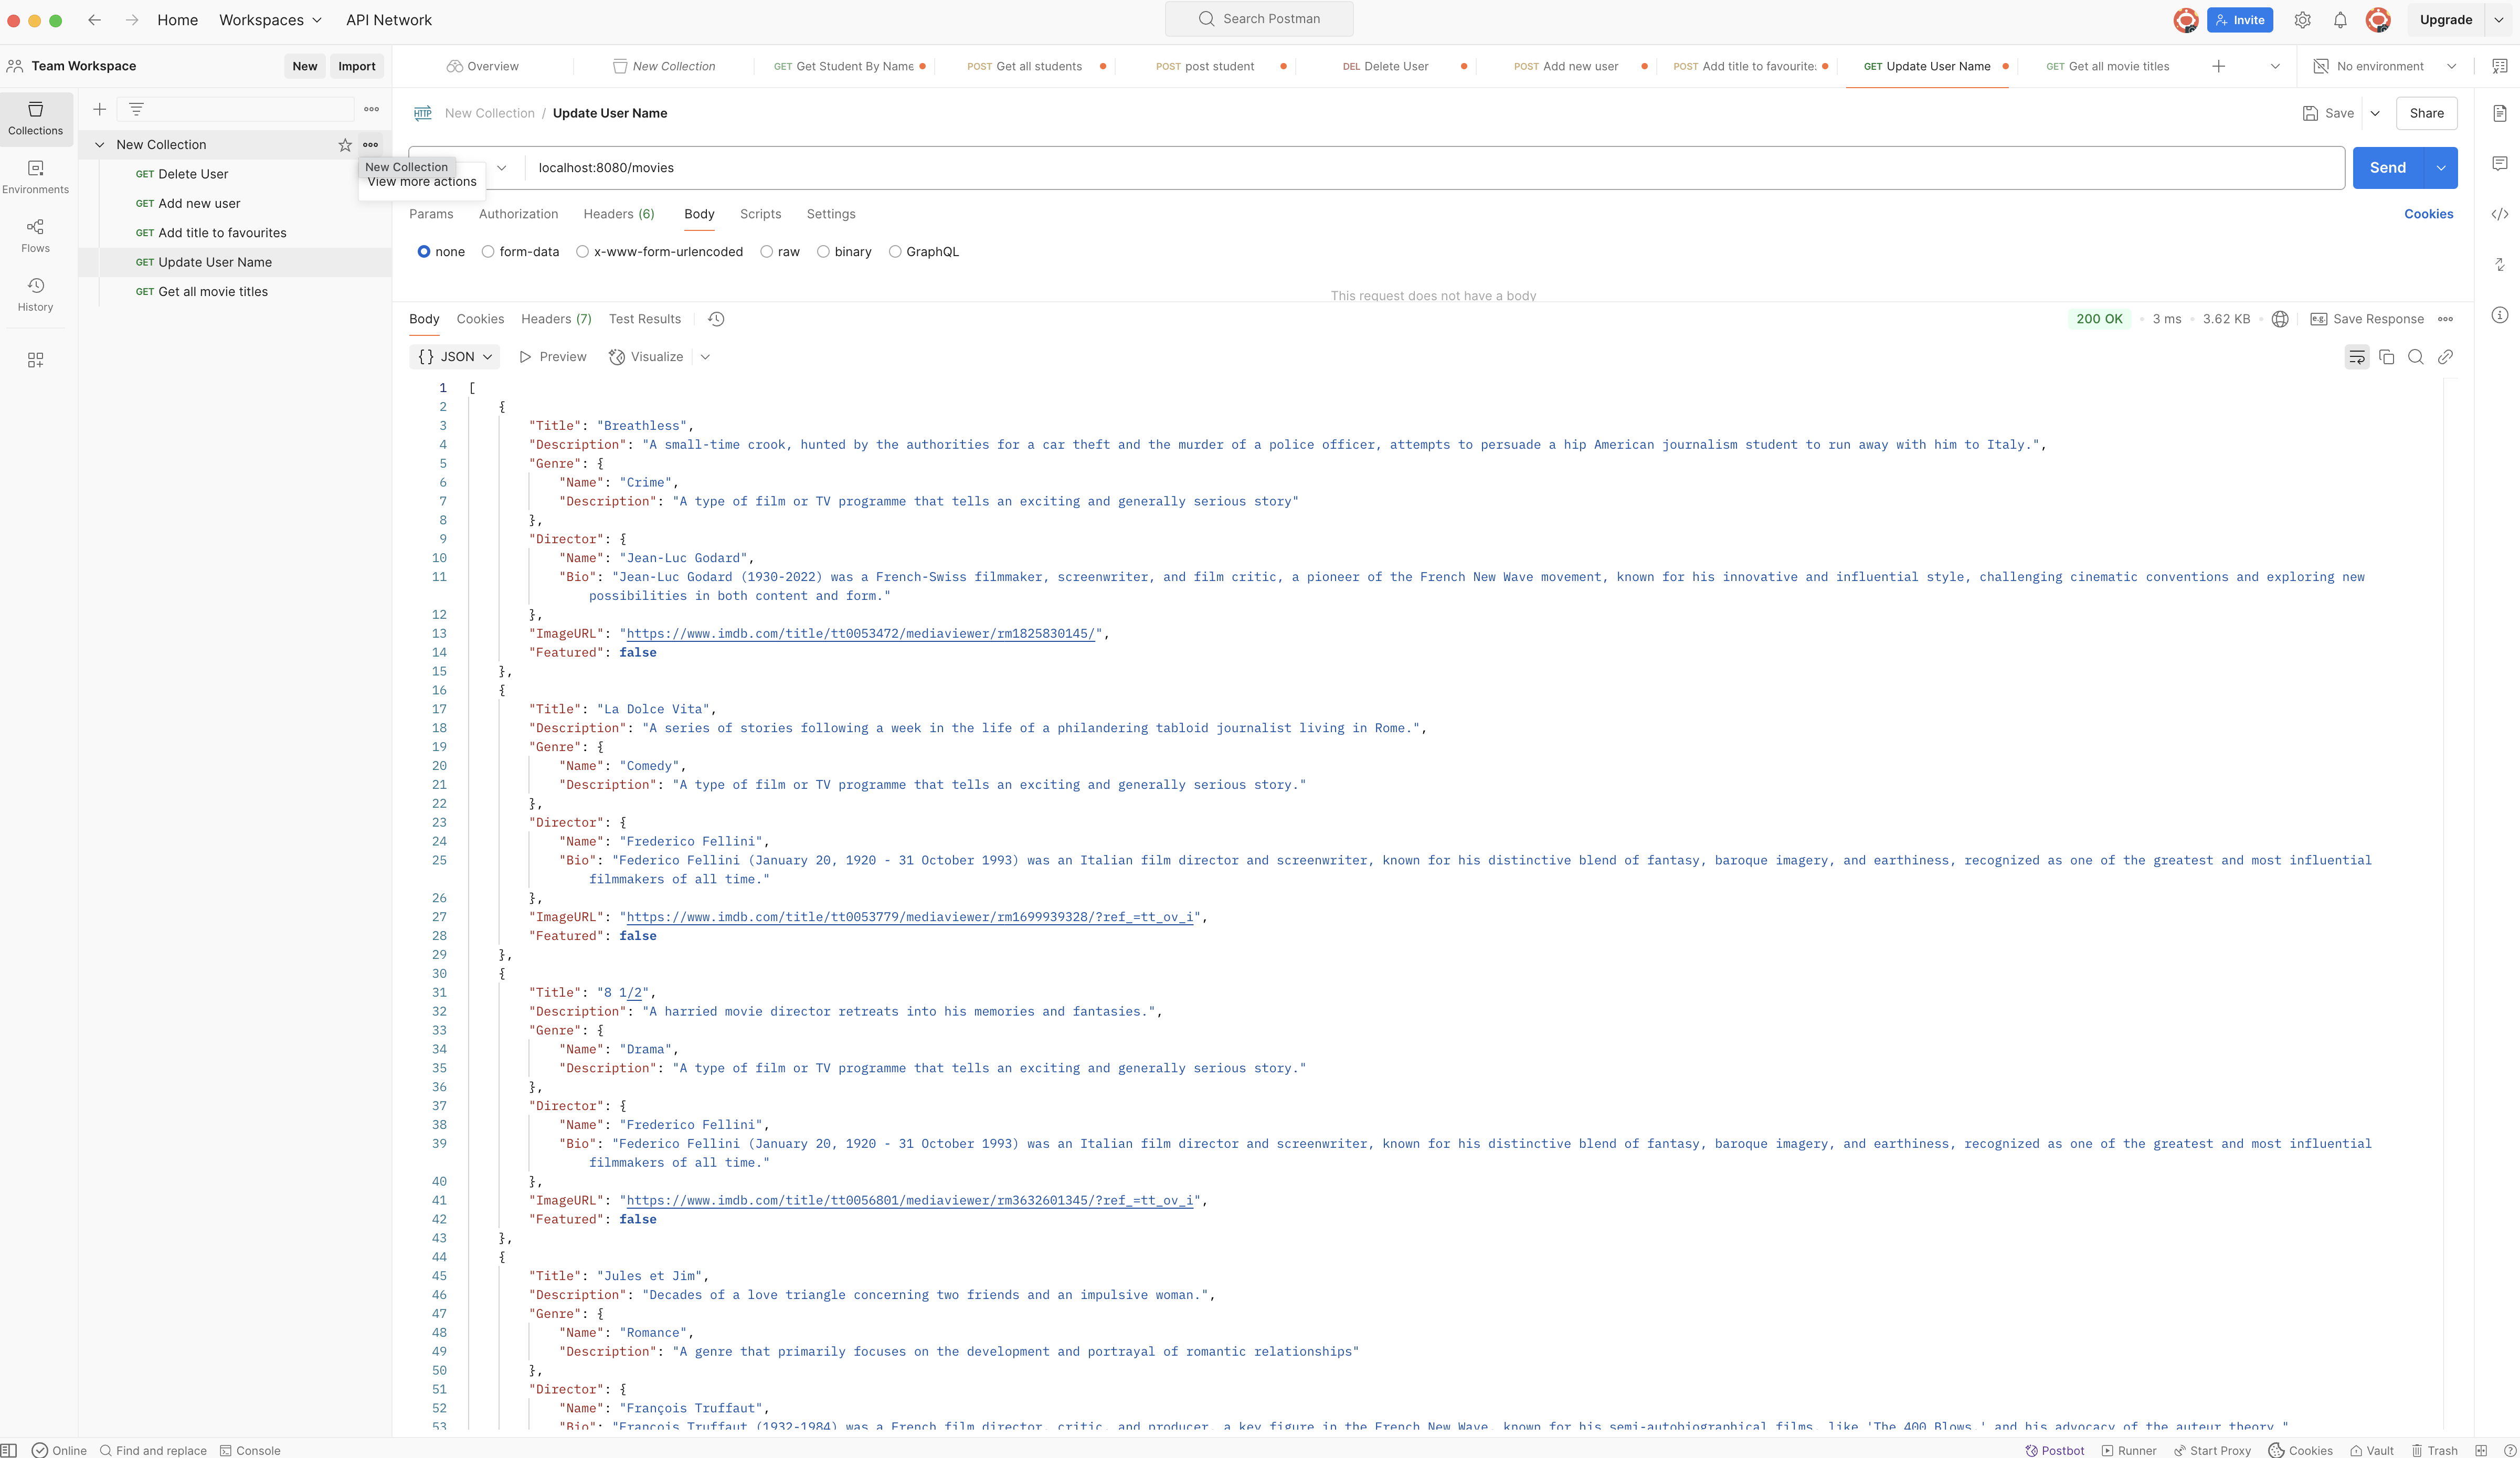 Home Workspaces API Network Search Postman Invite Upgrade
Team Workspace New Import Overview New Collection GET Get Student By Name POST Get all students POST post student DEL Delete User POST Add new user POST Add title to favourite: GET Update User Name GET Get all movie titles No environment
Collections
Environments
Flows
History
New Collection
GET Delete User
GET Add new user
GET Add title to favourites
GET Update User Name
GET Get all movie titles
New Collection
View more actions
HTTP New Collection / Update User Name Save Share
localhost:8080/movies Send
Params Authorization Headers (6) Body Scripts Settings Cookies
none form-data x-www-form-urlencoded raw binary GraphQL
This request does not have a body
Body Cookies Headers (7) Test Results 200 OK 3 ms 3.62 KB e.g. Save Response
{} JSON Preview Visualize
1 [
2 {
3 "Title": "Breathless",
4 "Description": "A small-time crook, hunted by the authorities for a car theft and the murder of a police officer, attempts to persuade a hip American journalism student to run away with him to Italy.",
5 "Genre": {
6 "Name": "Crime",
7 "Description": "A type of film or TV programme that tells an exciting and generally serious story"
8 },
9 "Director": {
10 "Name": "Jean-Luc Godard",
11 "Bio": "Jean-Luc Godard (1930-2022) was a French-Swiss filmmaker, screenwriter, and film critic, a pioneer of the French New Wave movement, known for his innovative and influential style, challenging cinematic conventions and exploring new
possibilities in both content and form."
12 },
13 "ImageURL": "https://www.imdb.com/title/tt0053472/mediaviewer/rm1825830145/",
14 "Featured": false
15 },
16 {
17 "Title": "La Dolce Vita",
18 "Description": "A series of stories following a week in the life of a philandering tabloid journalist living in Rome.",
19 "Genre": {
20 "Name": "Comedy",
21 "Description": "A type of film or TV programme that tells an exciting and generally serious story."
22 },
23 "Director": {
24 "Name": "Frederico Fellini",
25 "Bio": "Federico Fellini (January 20, 1920 - 31 October 1993) was an Italian film director and screenwriter, known for his distinctive blend of fantasy, baroque imagery, and earthiness, recognized as one of the greatest and most influential
filmmakers of all time."
26 },
27 "ImageURL": "https://www.imdb.com/title/tt0053779/mediaviewer/rm1699939328/?ref_=tt_ov_i",
28 "Featured": false
29 },
30 {
31 "Title": "8 1/2",
32 "Description": "A harried movie director retreats into his memories and fantasies.",
33 "Genre": {
34 "Name": "Drama",
35 "Description": "A type of film or TV programme that tells an exciting and generally serious story."
36 },
37 "Director": {
38 "Name": "Frederico Fellini",
39 "Bio": "Federico Fellini (January 20, 1920 - 31 October 1993) was an Italian film director and screenwriter, known for his distinctive blend of fantasy, baroque imagery, and earthiness, recognized as one of the greatest and most influential
filmmakers of all time."
40 },
41 "ImageURL": "https://www.imdb.com/title/tt0056801/mediaviewer/rm3632601345/?ref_=tt_ov_i",
42 "Featured": false
43 },
44 {
45 "Title": "Jules et Jim",
46 "Description": "Decades of a love triangle concerning two friends and an impulsive woman.",
47 "Genre": {
48 "Name": "Romance",
49 "Description": "A genre that primarily focuses on the development and portrayal of romantic relationships"
50 },
51 "Director": {
52 "Name": "François Truffaut",
53 "Bio": "François Truffaut (1932-1984) was a French film director, critic, and producer, a key figure in the French New Wave, known for his semi-autobiographical films, like 'The 400 Blows,' and his advocacy of the auteur theory."
Online Find and replace Console Postbot Runner Start Proxy Cookies Vault Trash